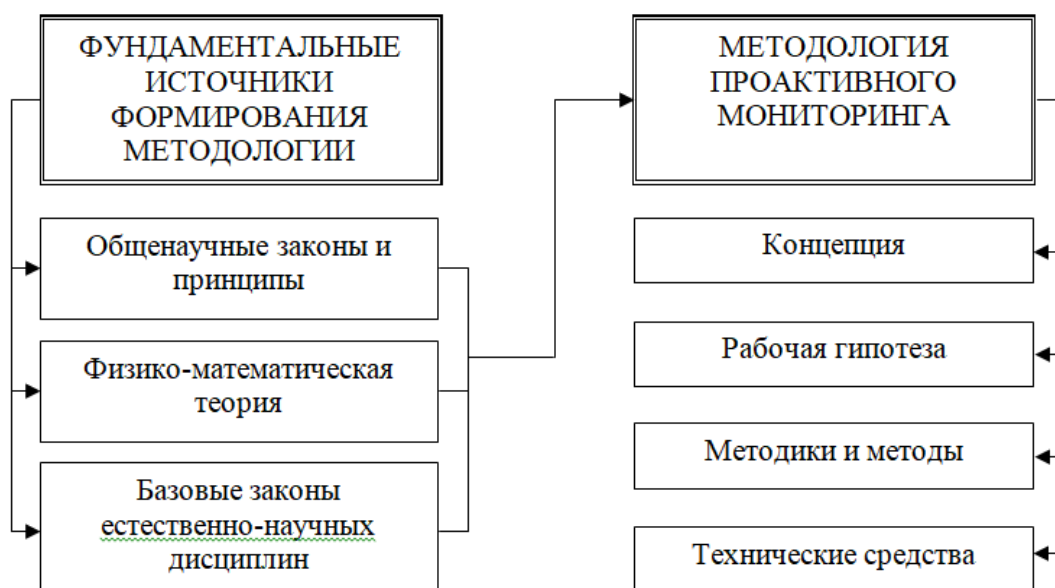 ФУНДАМЕНТАЛЬНЫЕ
ИСТОЧНИКИ
ФОРМИРОВАНИЯ
МЕТОДОЛОГИИ
Общенаучные законы и
принципы
Физико-математическая
теория
Базовые законы
естественно-научных
дисциплин
МЕТОДОЛОГИЯ
ПРОАКТИВНОГО
МОНИТОРИНГА
Концепция
Рабочая гипотеза
Методики и методы
Технические средства